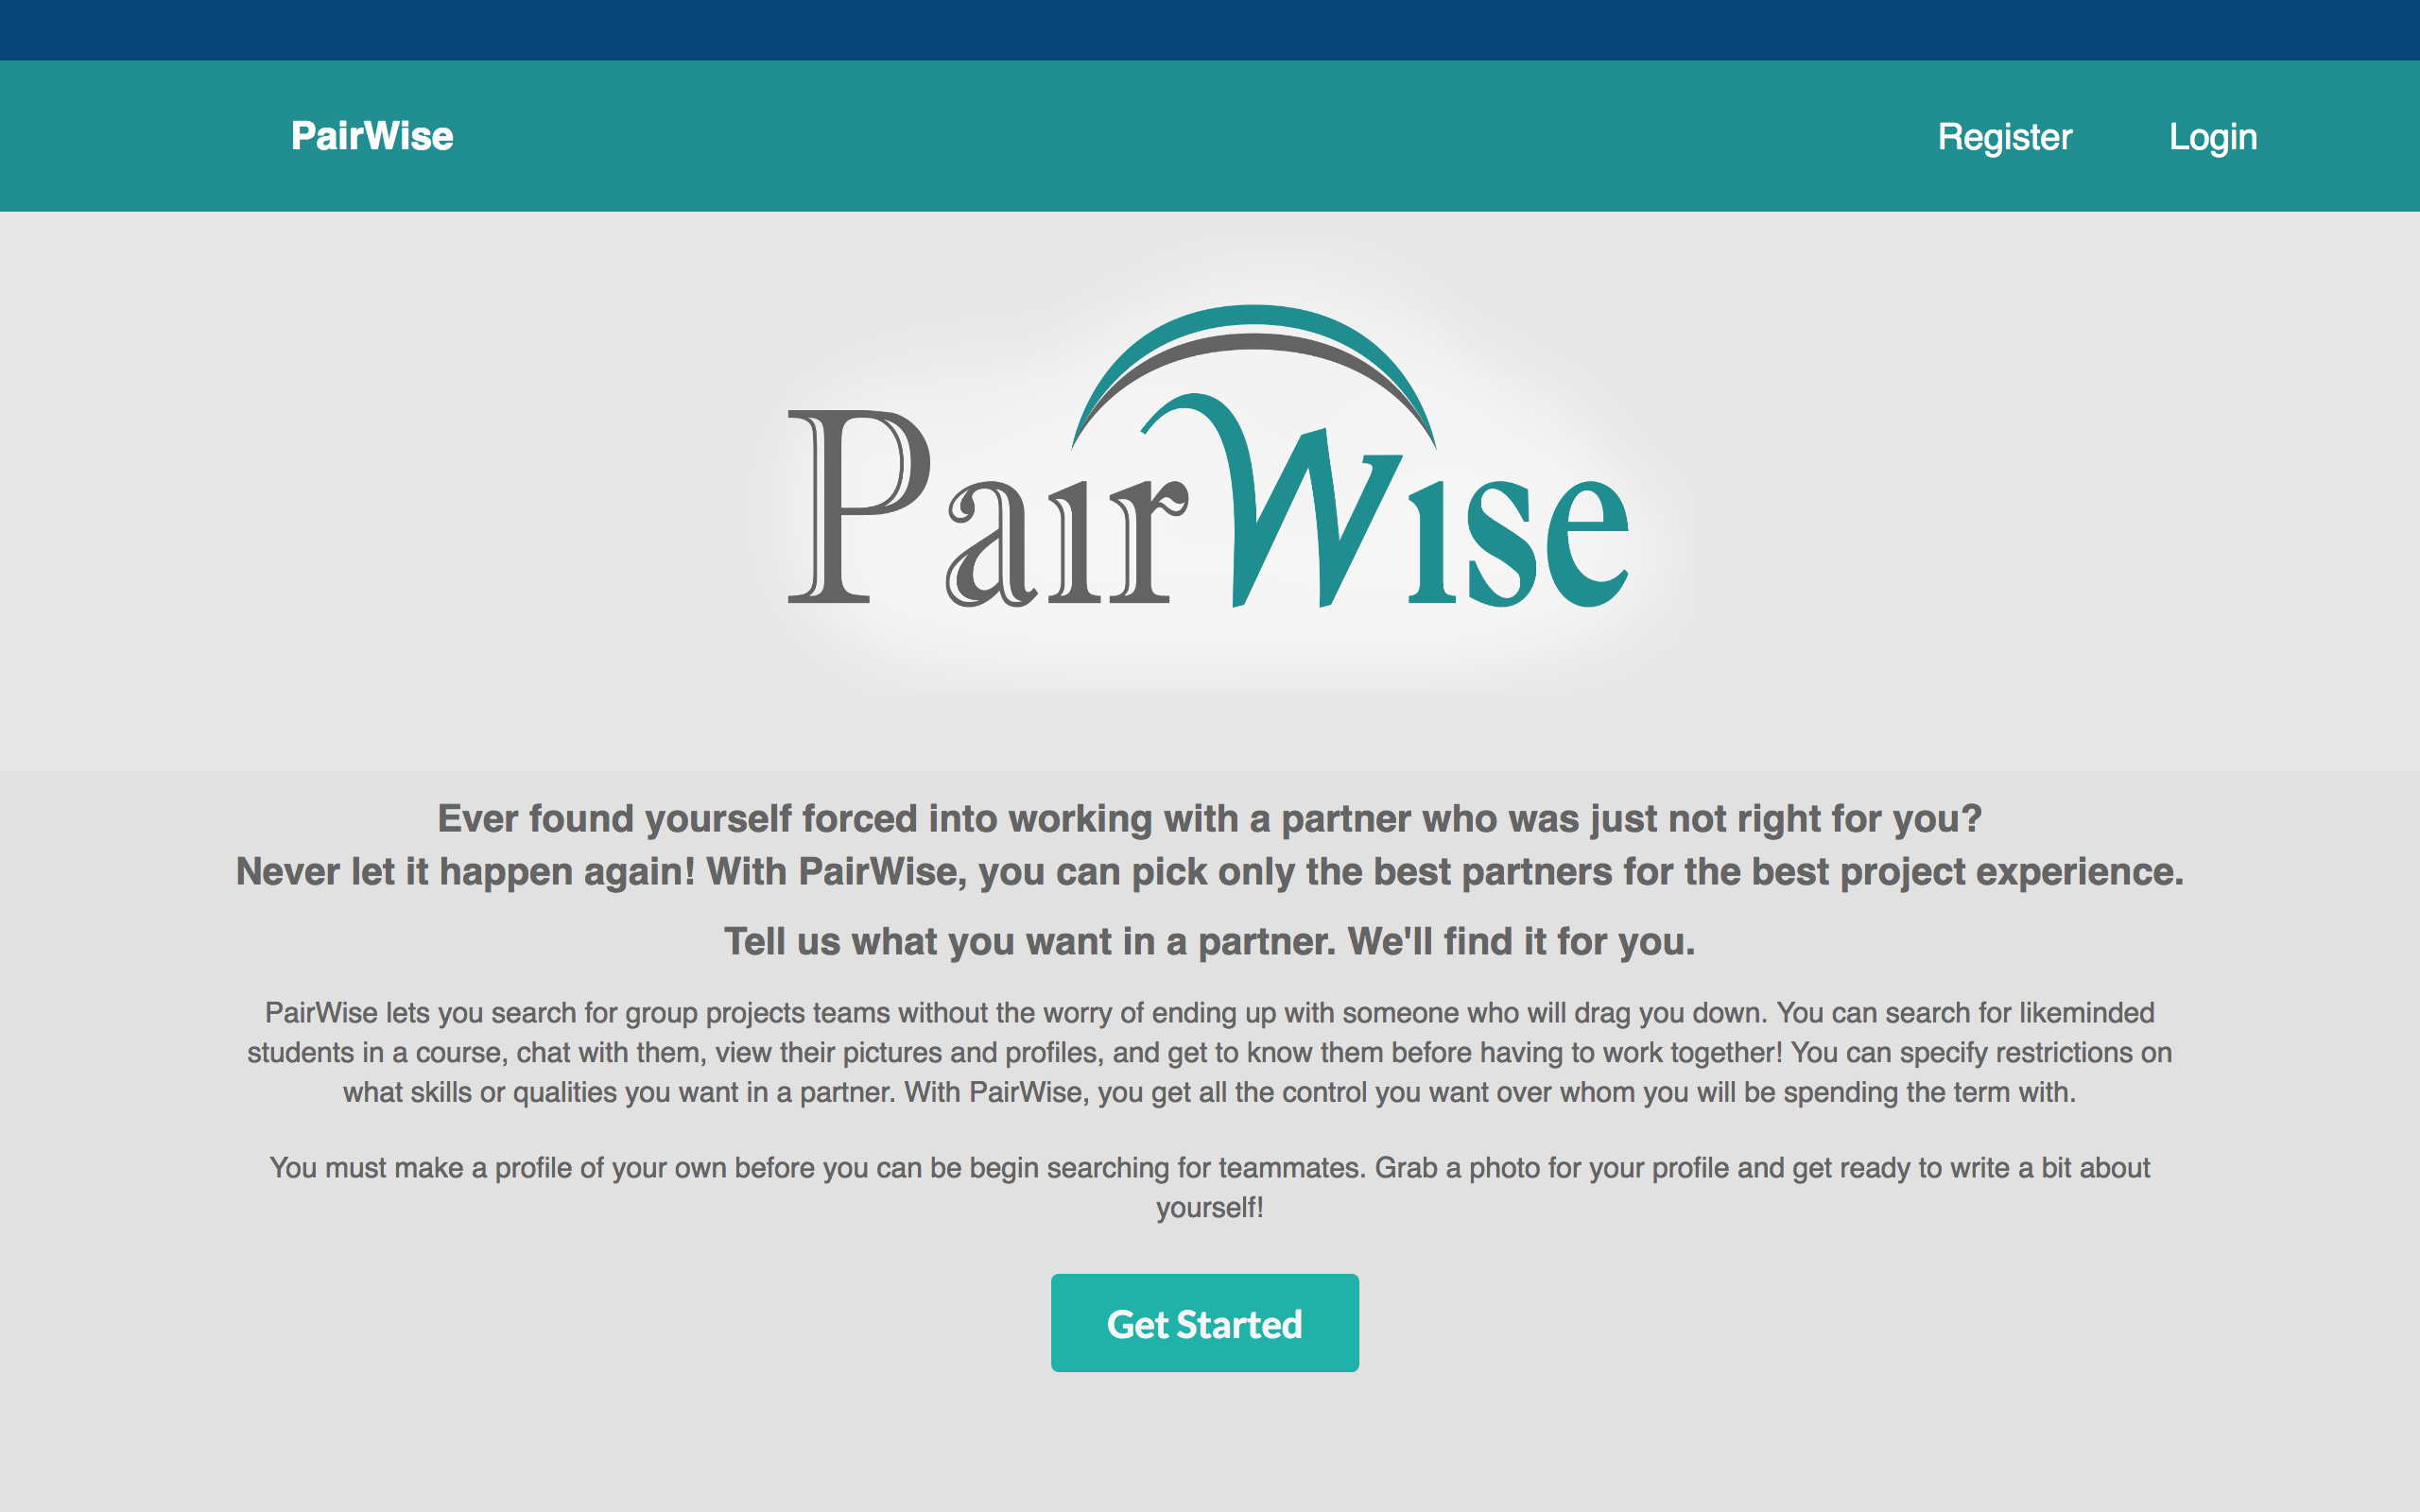 PairWise
Register
Login
PairWise
Ever found yourself forced into working with a partner who was just not right for you?
Never let it happen again! With PairWise, you can pick only the best partners for the best project experience.
Tell us what you want in a partner. We'll find it for you.
PairWise lets you search for group projects teams without the worry of ending up with someone who will drag you down. You can search for likeminded
students in a course, chat with them, view their pictures and profiles, and get to know them before having to work together! You can specify restrictions on
what skills or qualities you want in a partner. With PairWise, you get all the control you want over whom you will be spending the term with.
You must make a profile of your own before you can be begin searching for teammates. Grab a photo for your profile and get ready to write a bit about
yourself!
Get Started